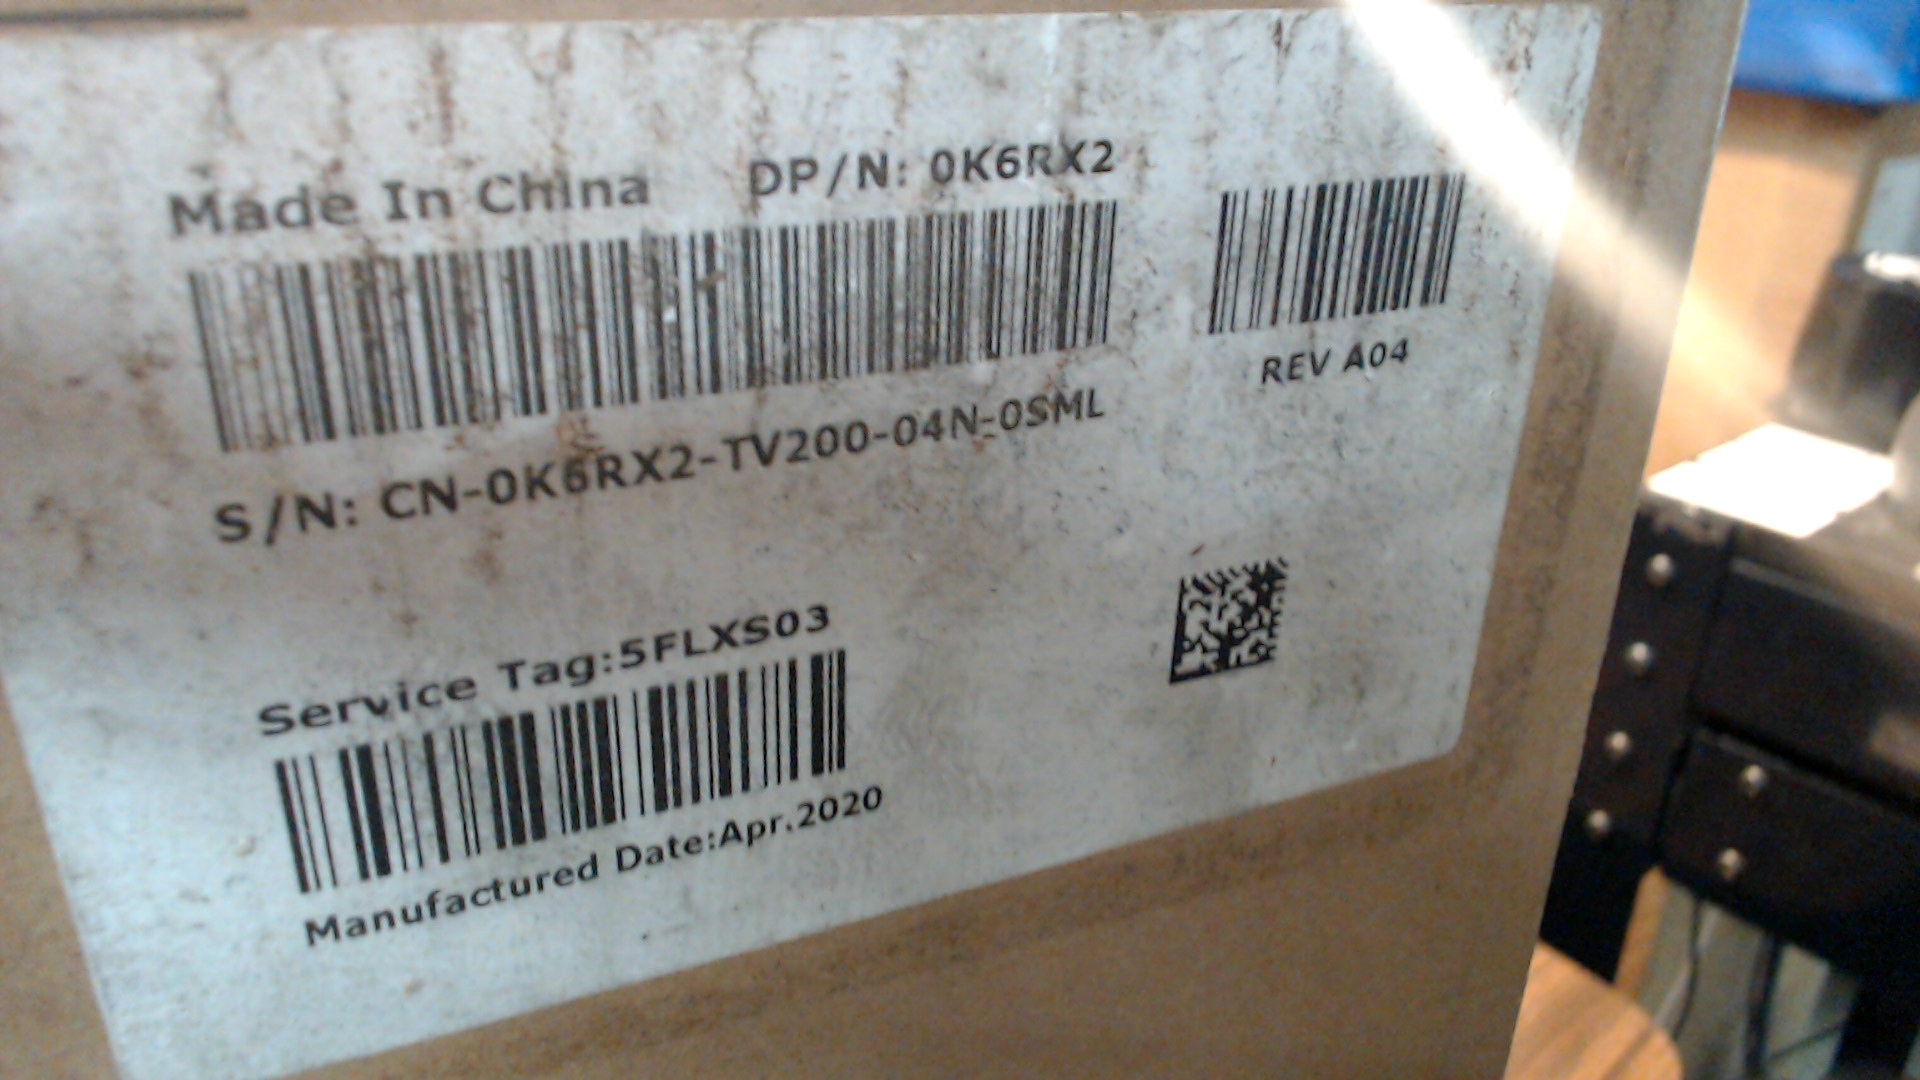 Made In China DP/N: 0K6RX2
REV A04
S/N: CN-0K6RX2-TV200-04N-0SML
Service Tag:5FLXS03
Manufactured Date:Apr.2020